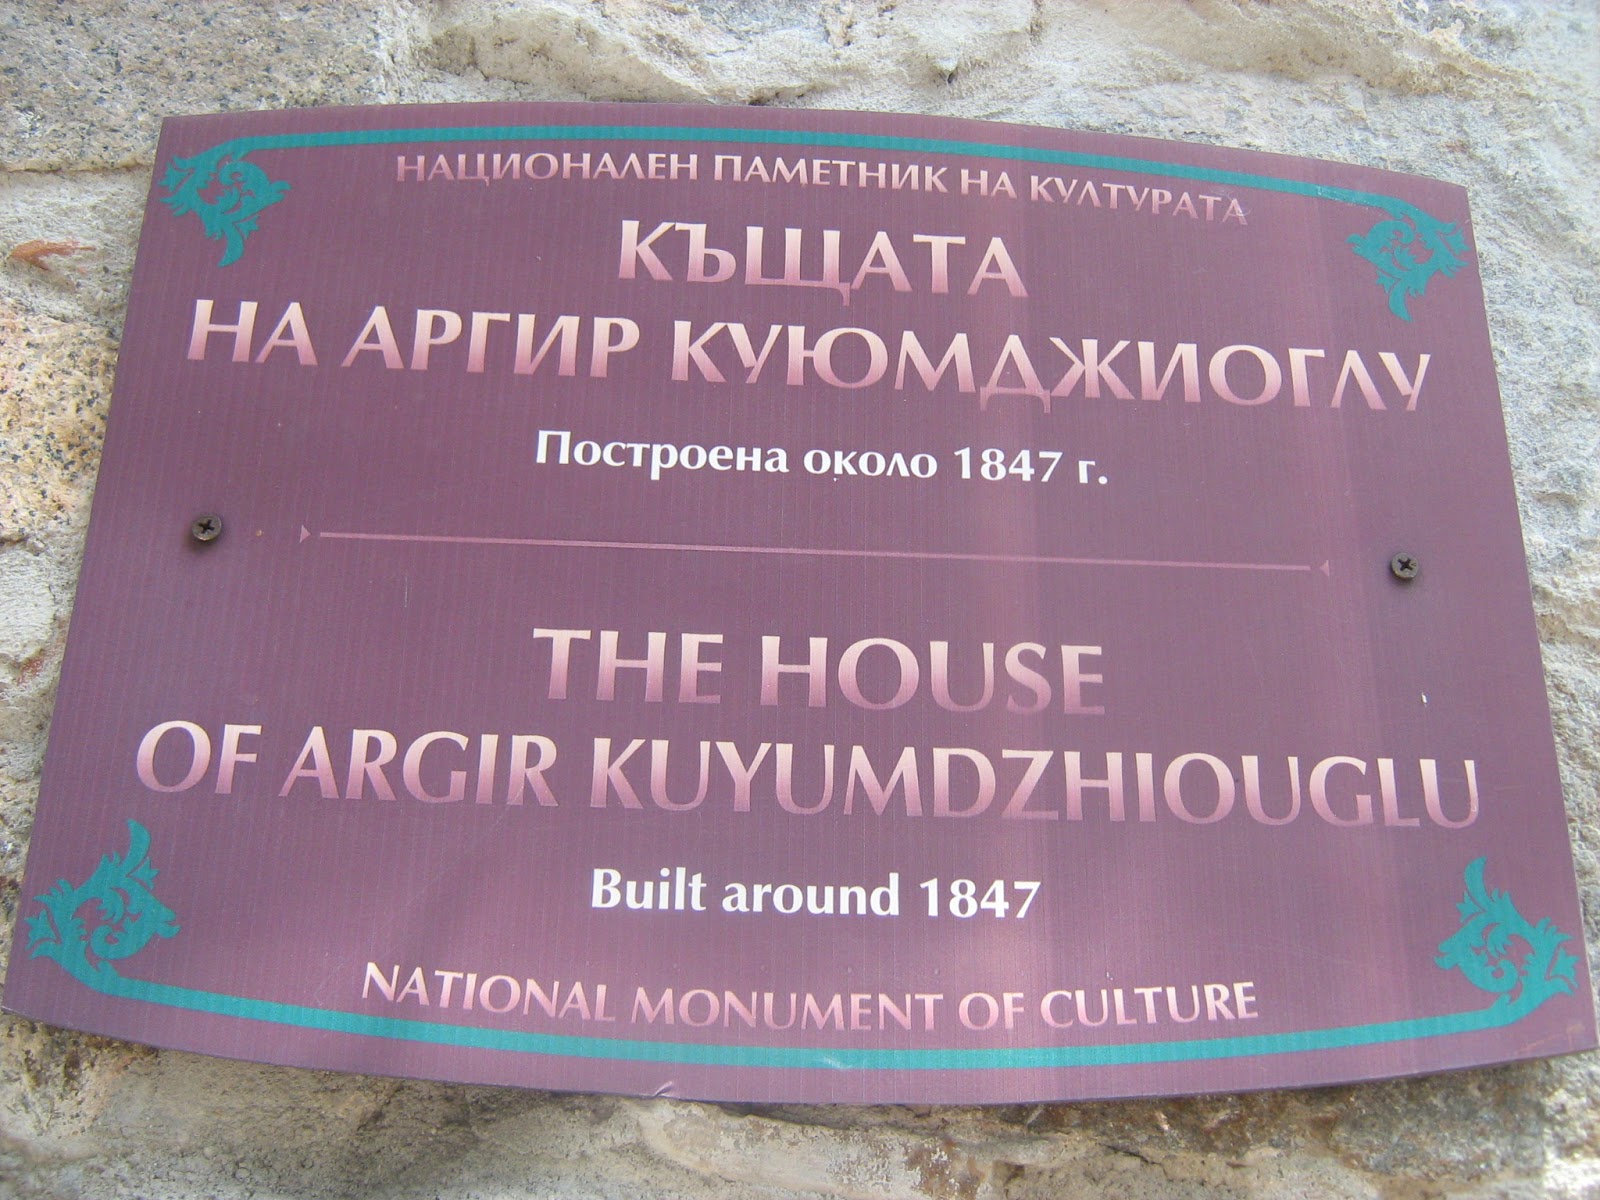 НАЦИОНАЛЕН ПАМЕТНИК НА КУЛТУРАТА
КЪЩАТА
НА АРГИР КУЮМДЖИОГЛУ
Построена около 1847 г.
THE HOUSE
OF ARGIR KUYUMDZHIOUGLU
Built around 1847
NATIONAL MONUMENT OF CULTURE